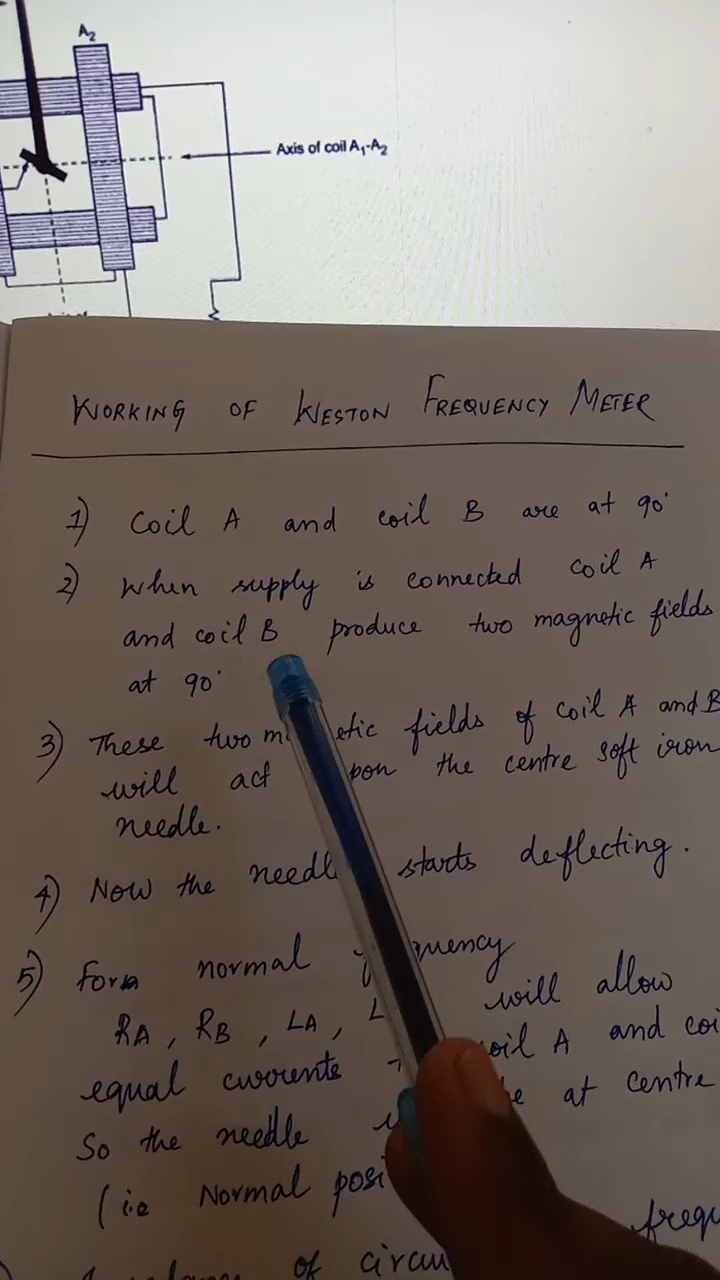 A2
Axis of coil A1-A2
WORKING OF WESTON FREQUENCY METER
1) Coil A and coil B are at 90°
2) When supply is connected coil A
and coil B produce two magnetic fields
at 90°
3) These two m etic fields of coil A and B
will act pon the centre soft iron
needle.
4) Now the needl starts deflecting.
5) For normal f quency
RA, RB, LA, L will allow
equal currents coil A and coi
So the needle at centre
(ie Normal posi
frequ
of circui